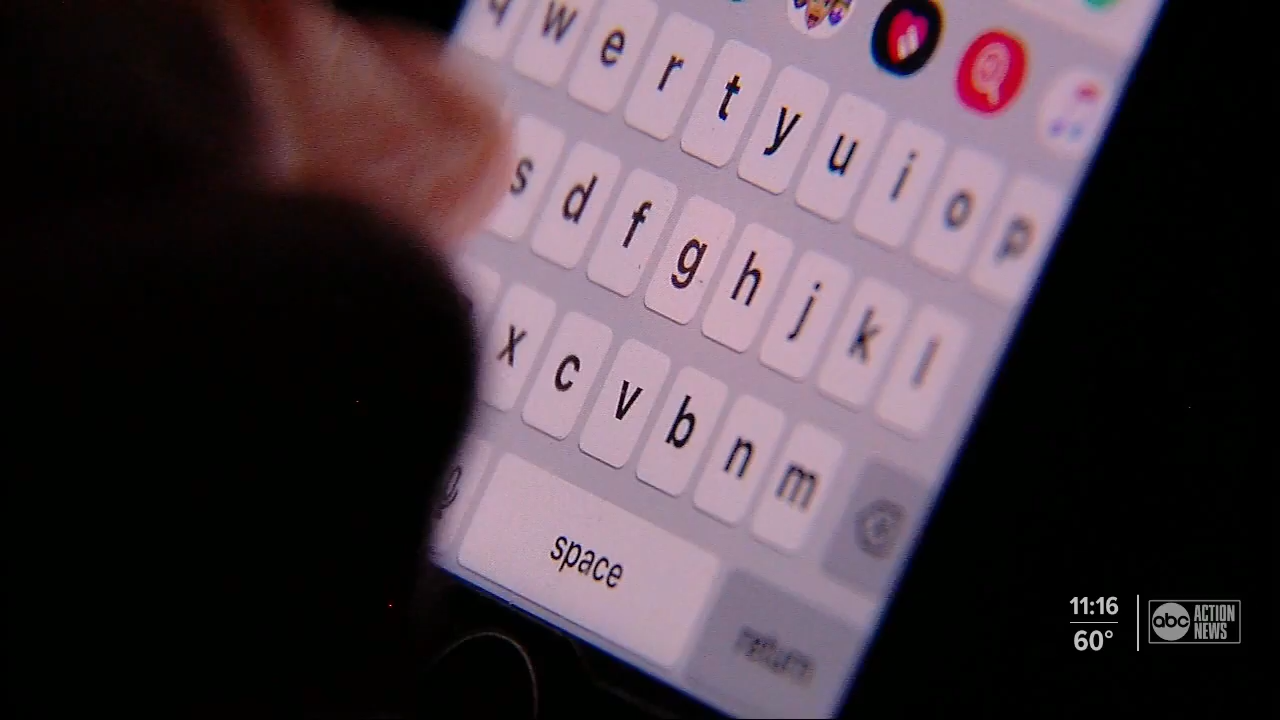 q w e r t y u i o p
s d f g h j k l
x c v b n m
space
return
11:16
60°
abc ACTION NEWS